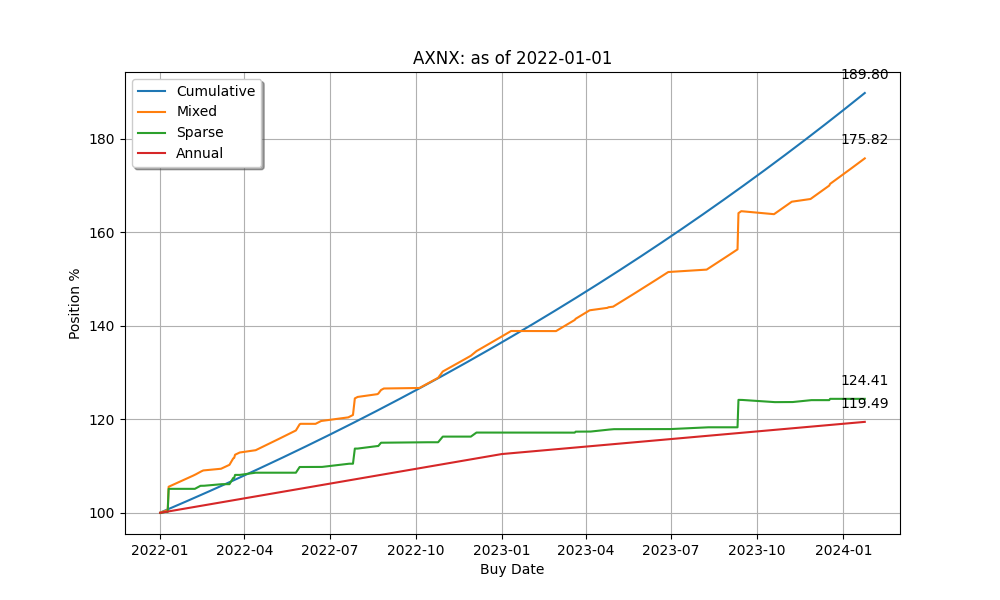 AXNX: as of 2022-01-01
189.80
Cumulative
Mixed
Sparse
Annual
175.82
180
160
140
120
100
Position %
124.41
119.49
2022-01
2022-04
2022-07
2022-10
2023-01
2023-04
2023-07
2023-10
2024-01
Buy Date